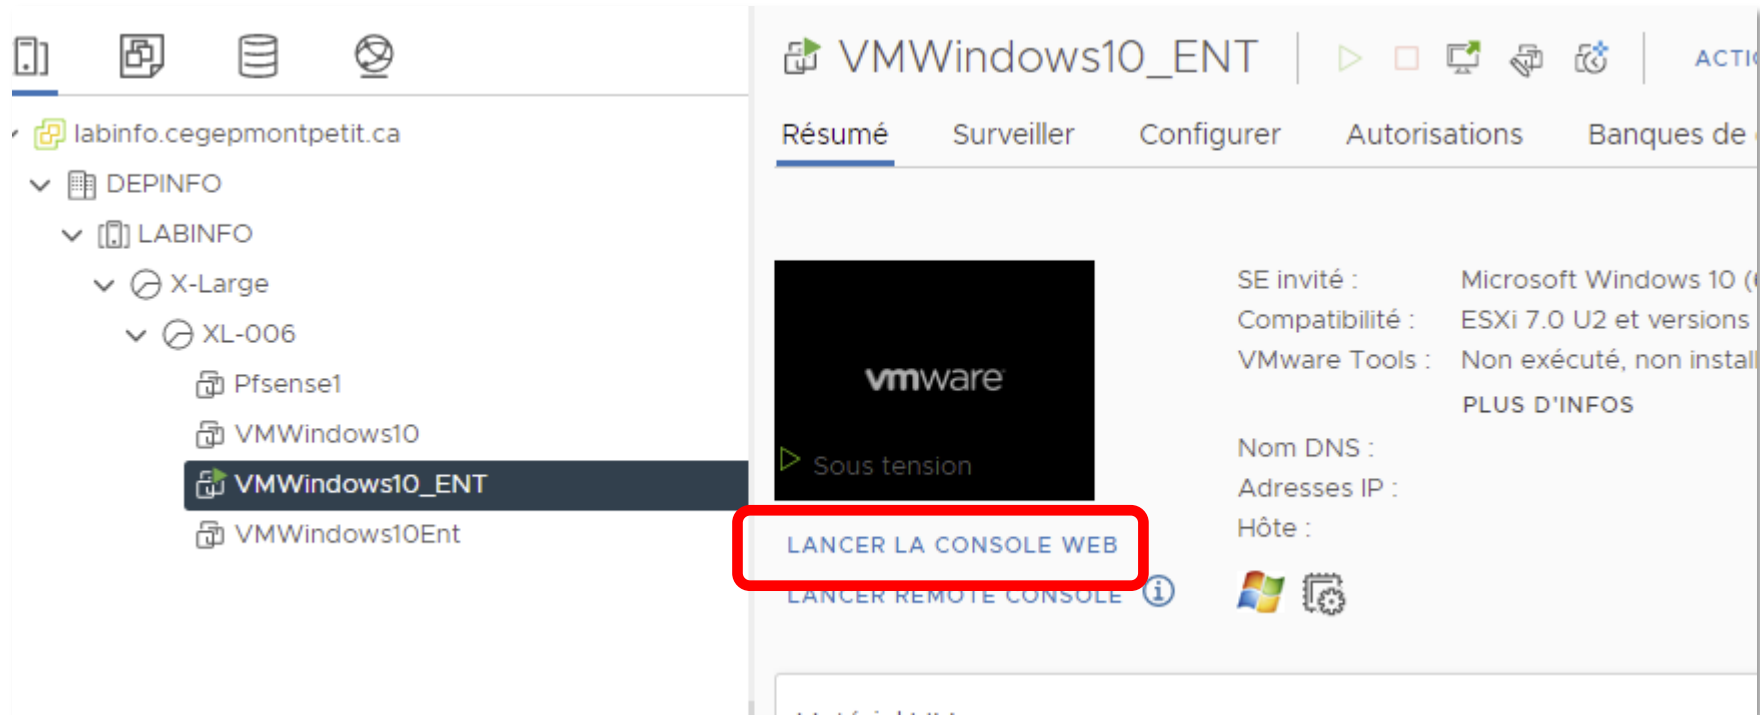 labinfo.cegepmontpetit.ca
DEPINFO
LABINFO
X-Large
XL-006
Pfsense1
VMWindows10
VMWindows10_ENT
VMWindows10Ent
VMWindows10_ENT
ACTI
Résumé Surveiller Configurer Autorisations Banques de
vmware
Sous tension
LANCER LA CONSOLE WEB
LANCER REMOTE CONSOLE
SE invité : Microsoft Windows 10 (
Compatibilité : ESXi 7.0 U2 et versions
VMware Tools : Non exécuté, non install
PLUS D'INFOS
Nom DNS :
Adresses IP :
Hôte :